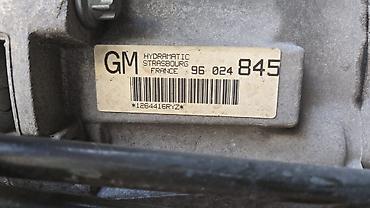 GM HYDRAMATIC
STRASBOURG
FRANCE 96 024 845
*1264416RYZ*